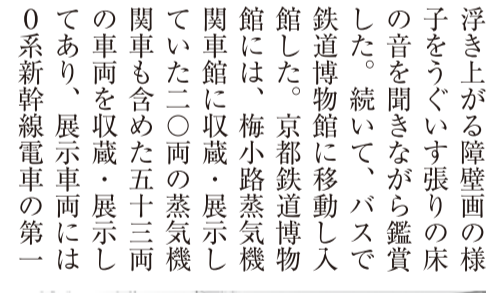 浮き上がる障壁画の様
子をうぐいす張りの床
の音を聞きながら鑑賞
した。続いて、バスで
鉄道博物館に移動し入
館した。京都鉄道博物
館には、梅小路蒸気機
関車館に収蔵・展示し
ていた二〇両の蒸気機
関車も含めた五十三両
の車両を収蔵・展示し
てあり、展示車両には
０系新幹線電車の第一